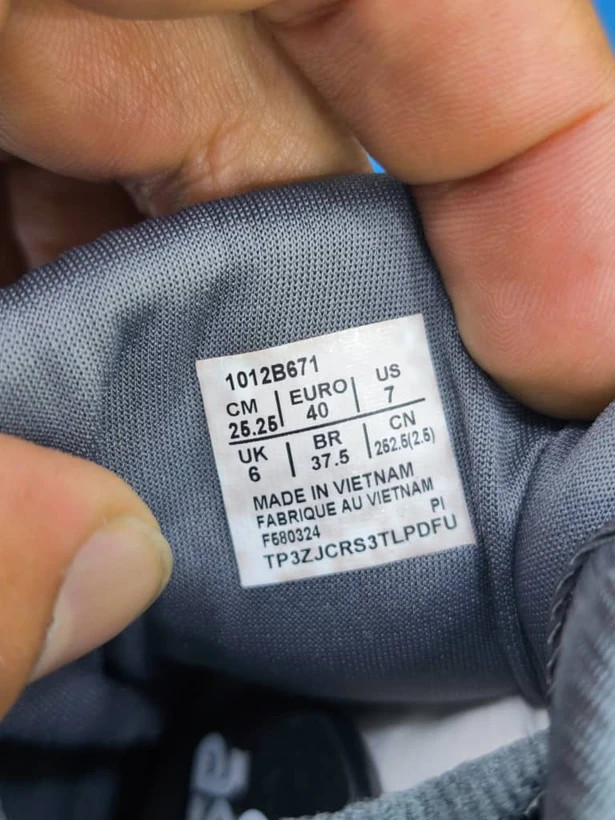 1012B671
CM EURO US
25.25 40 7
UK BR CN
6 37.5 252.5(2.5)
MADE IN VIETNAM
FABRIQUE AU VIETNAM
F580324 PI
TP3ZJCRS3TLPDFU